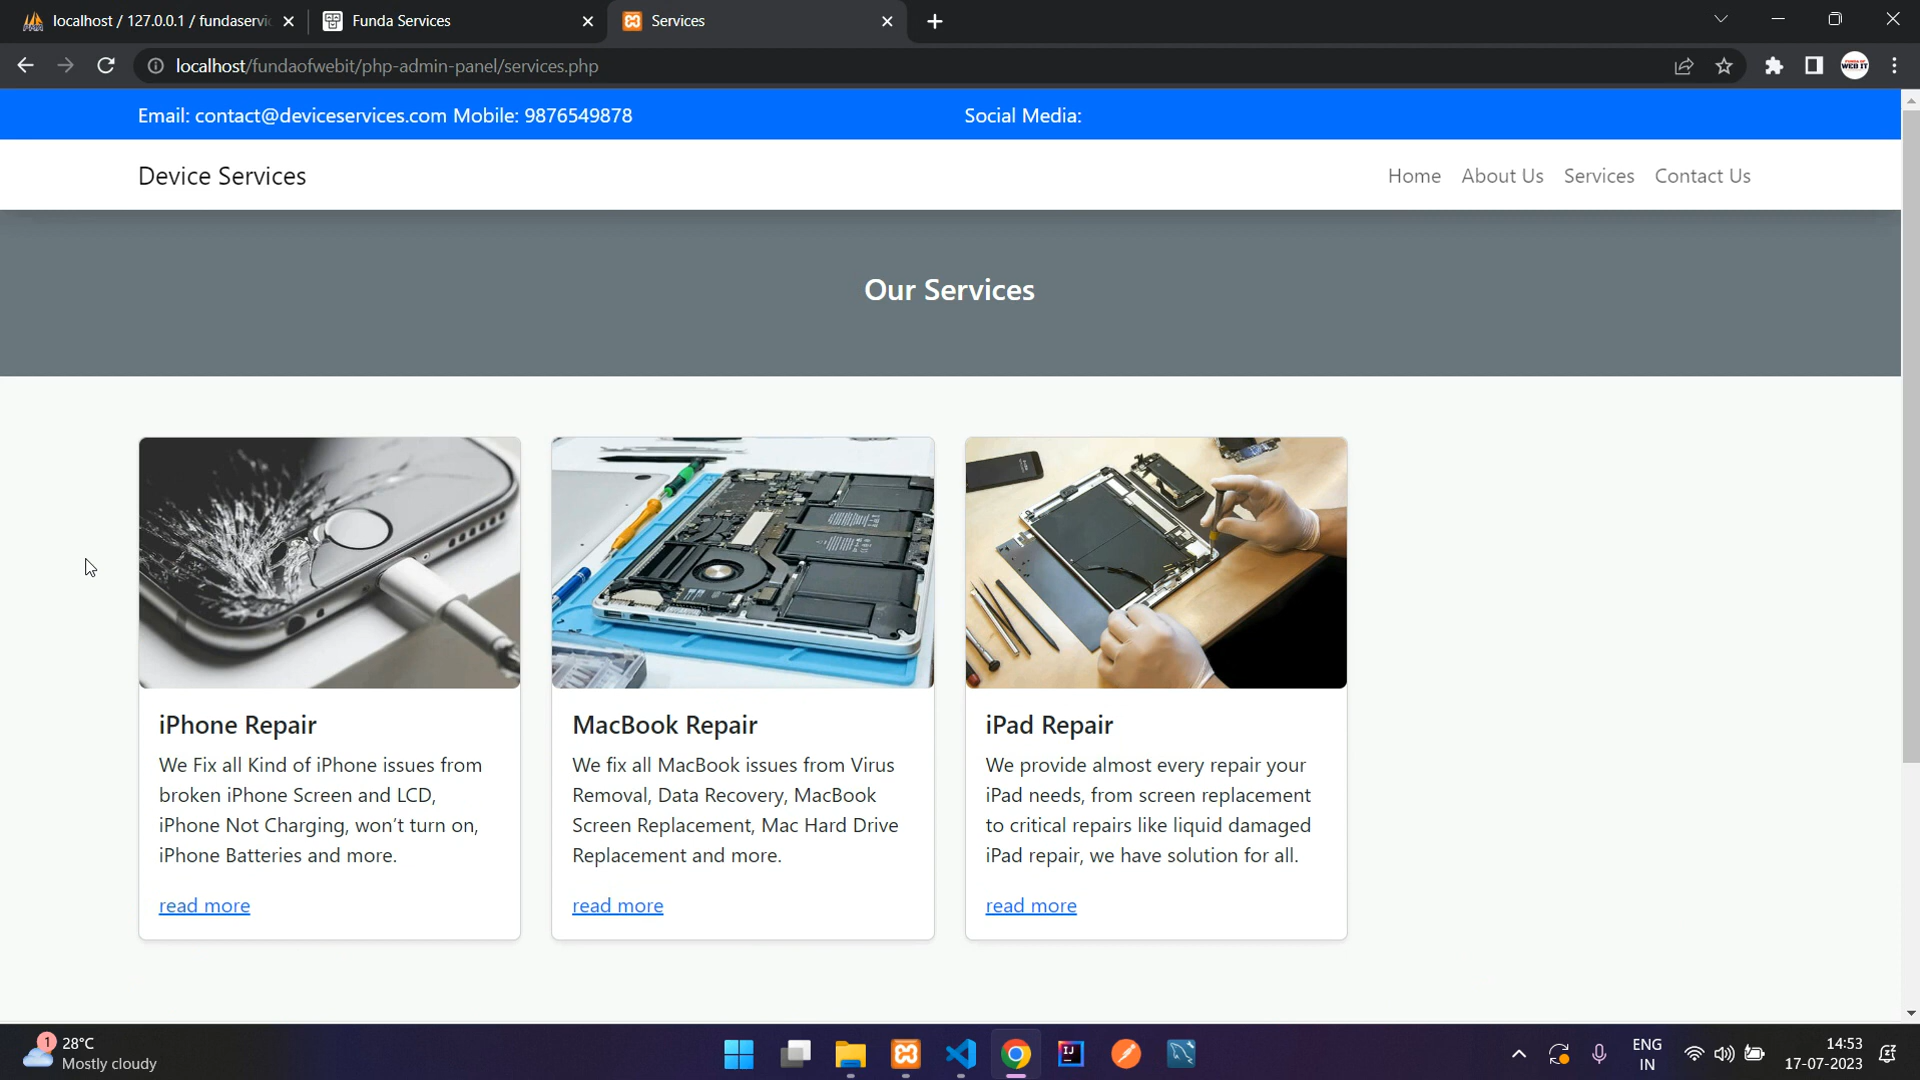 localhost / 127.0.0.1 / fundaservi
Funda Services
Services
localhost/fundaofwebit/php-admin-panel/services.php
WEB IT
Email: contact@deviceservices.com Mobile: 9876549878
Social Media:
Device Services
Home
About Us
Services
Contact Us
Our Services
iPhone Repair
We Fix all Kind of iPhone issues from
broken iPhone Screen and LCD,
iPhone Not Charging, won't turn on,
iPhone Batteries and more.
read more
MacBook Repair
We fix all MacBook issues from Virus
Removal, Data Recovery, MacBook
Screen Replacement, Mac Hard Drive
Replacement and more.
read more
iPad Repair
We provide almost every repair your
iPad needs, from screen replacement
to critical repairs like liquid damaged
iPad repair, we have solution for all.
read more
1
28°C
Mostly cloudy
IJ
ENG
IN
14:53
17-07-2023